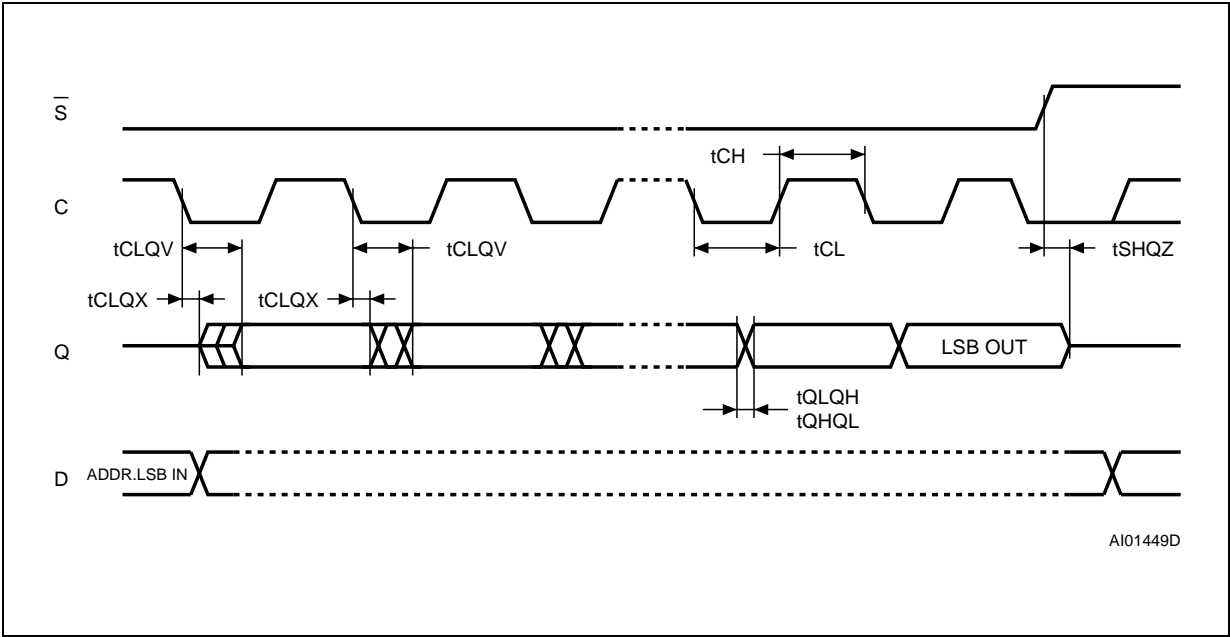 S̅
tCH
C
tCLQV
tCLQV
tCL
tSHQZ
tCLQX
tCLQX
Q
LSB OUT
tQLQH
tQHQL
D
ADDR.LSB IN
AI01449D